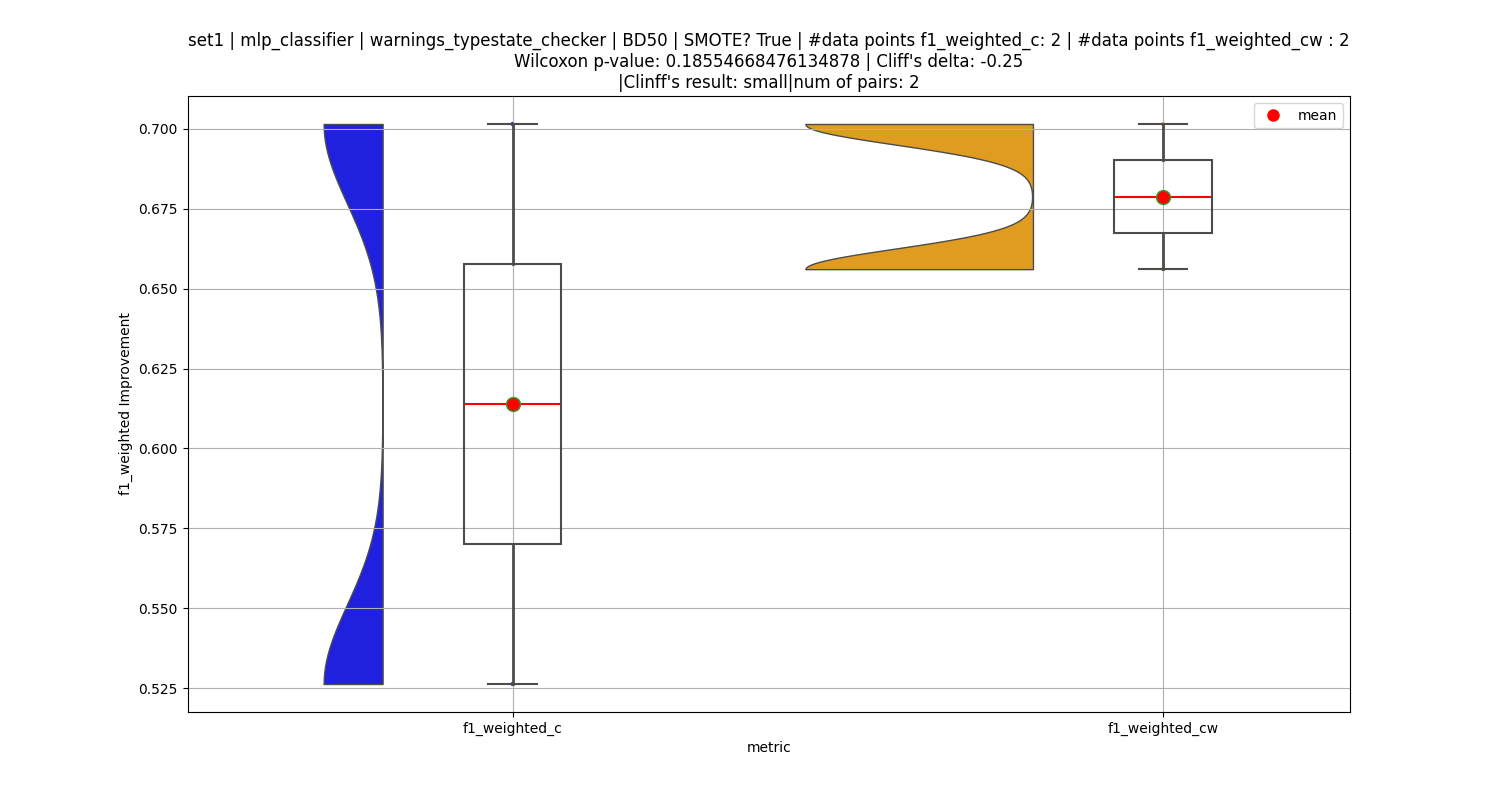 set1 | mlp_classifier | warnings_typestate_checker | BD50 | SMOTE? True | #data points f1_weighted_c: 2 | #data points f1_weighted_cw : 2
Wilcoxon p-value: 0.18554668476134878 | Cliff's delta: -0.25
|Clinff's result: small|num of pairs: 2
mean
0.700
0.675
0.650
0.625
0.600
0.575
0.550
0.525
f1_weighted Improvement
f1_weighted_c
f1_weighted_cw
metric